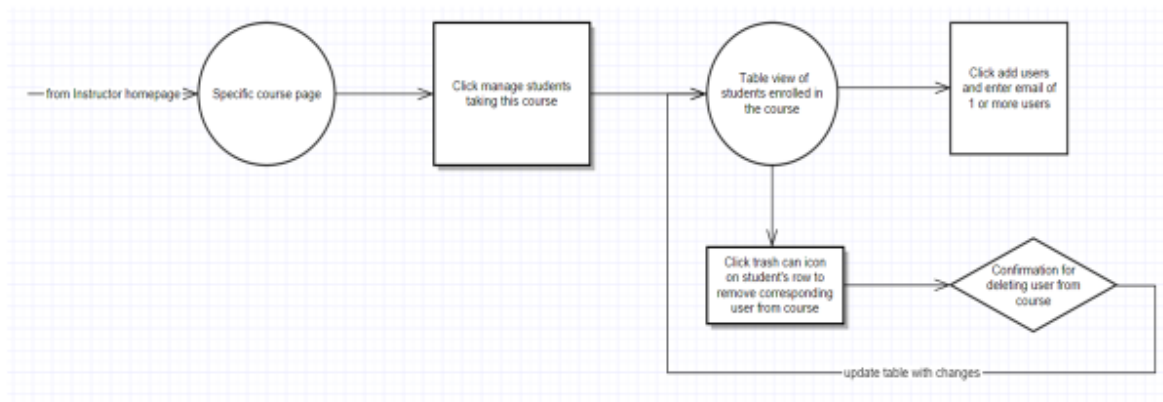 from Instructor homepage
Specific course page
Click manage students
taking this course
Table view of
students enrolled in
the course
Click add users
and enter email of
1 or more users
Click trash can icon
on student's row to
remove corresponding
user from course
Confirmation for
deleting user from
course
update table with changes